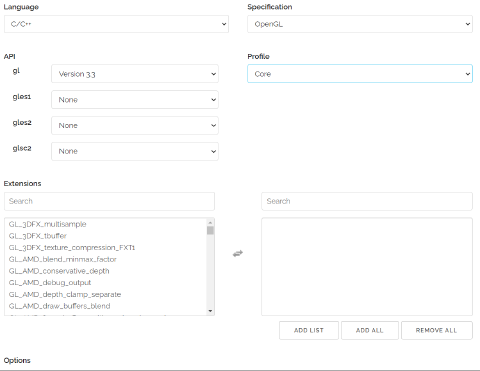 Language
Specification
C/C++
OpenGL
API
Profile
gl
Version 3.3
Core
gles1
None
gles2
None
glsc2
None
Extensions
Search
Search
GL_3DFX_multisample
GL_3DFX_tbuffer
GL_3DFX_texture_compression_FXT1
GL_AMD_blend_minmax_factor
GL_AMD_conservative_depth
GL_AMD_debug_output
GL_AMD_depth_clamp_separate
GL_AMD_draw_buffers_blend
ADD LIST
ADD ALL
REMOVE ALL
Options